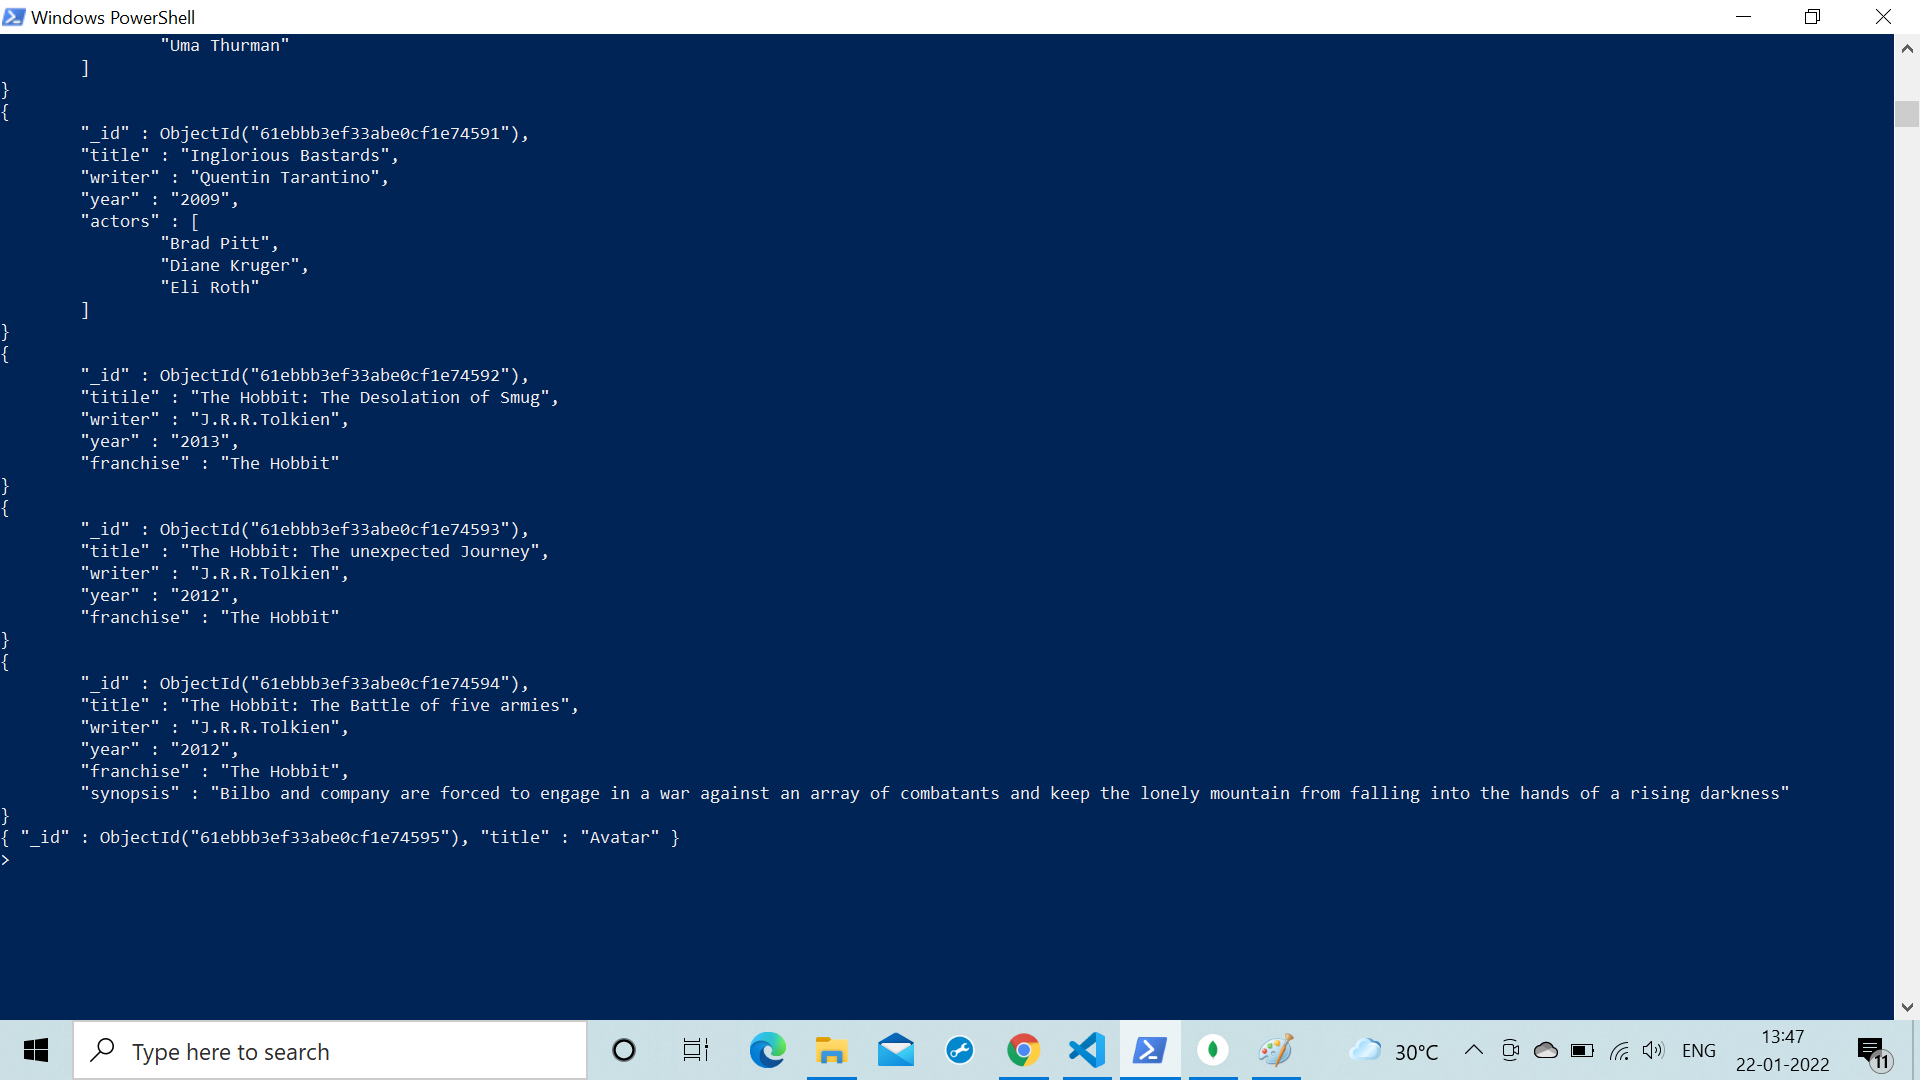 Windows PowerShell
"Uma Thurman"
]
}
{
"_id" : ObjectId("61ebbb3ef33abe0cf1e74591"),
"title" : "Inglorious Bastards",
"writer" : "Quentin Tarantino",
"year" : "2009",
"actors" : [
"Brad Pitt",
"Diane Kruger",
"Eli Roth"
]
}
{
"_id" : ObjectId("61ebbb3ef33abe0cf1e74592"),
"titile" : "The Hobbit: The Desolation of Smug",
"writer" : "J.R.R.Tolkien",
"year" : "2013",
"franchise" : "The Hobbit"
}
{
"_id" : ObjectId("61ebbb3ef33abe0cf1e74593"),
"title" : "The Hobbit: The unexpected Journey",
"writer" : "J.R.R.Tolkien",
"year" : "2012",
"franchise" : "The Hobbit"
}
{
"_id" : ObjectId("61ebbb3ef33abe0cf1e74594"),
"title" : "The Hobbit: The Battle of five armies",
"writer" : "J.R.R.Tolkien",
"year" : "2012",
"franchise" : "The Hobbit",
"synopsis" : "Bilbo and company are forced to engage in a war against an array of combatants and keep the lonely mountain from falling into the hands of a rising darkness"
}
{ "_id" : ObjectId("61ebbb3ef33abe0cf1e74595"), "title" : "Avatar" }
>
Type here to search
30°C
ENG
13:47
22-01-2022
11